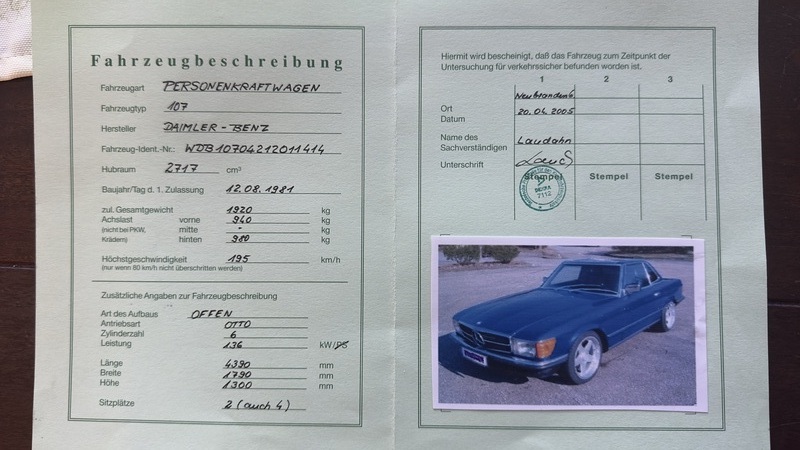 Fahrzeugbeschreibung
Fahrzeugart PERSONENKRAFTWAGEN
Fahrzeugtyp 107
Hersteller DAIMLER-BENZ
Fahrzeug-Ident.-Nr.: WDB10704212011414
Hubraum 2717 cm³
Baujahr/Tag d. 1. Zulassung 12.08.1981
zul. Gesamtgewicht 1920 kg
Achslast vorne 940 kg
(nicht bei PKW, mitte - kg
Krädern) hinten 980 kg
Höchstgeschwindigkeit 195 km/h
(nur wenn 80 km/h nicht überschritten werden)
Zusätzliche Angaben zur Fahrzeugbeschreibung
Art des Aufbaus OFFEN
Antriebsart OTTO
Zylinderzahl 6
Leistung 136 kW/PS
Länge 4390 mm
Breite 1790 mm
Höhe 1300 mm
Sitzplätze 2 (auch 4)
Hiermit wird bescheinigt, daß das Fahrzeug zum Zeitpunkt der
Untersuchung für verkehrssicher befunden worden ist.
1 2 3
Ort Neubrandenb.
Datum 20.04.2005
Name des
Sachverständigen Laudahn
Unterschrift
Stempel Stempel Stempel
DEKRA
2112